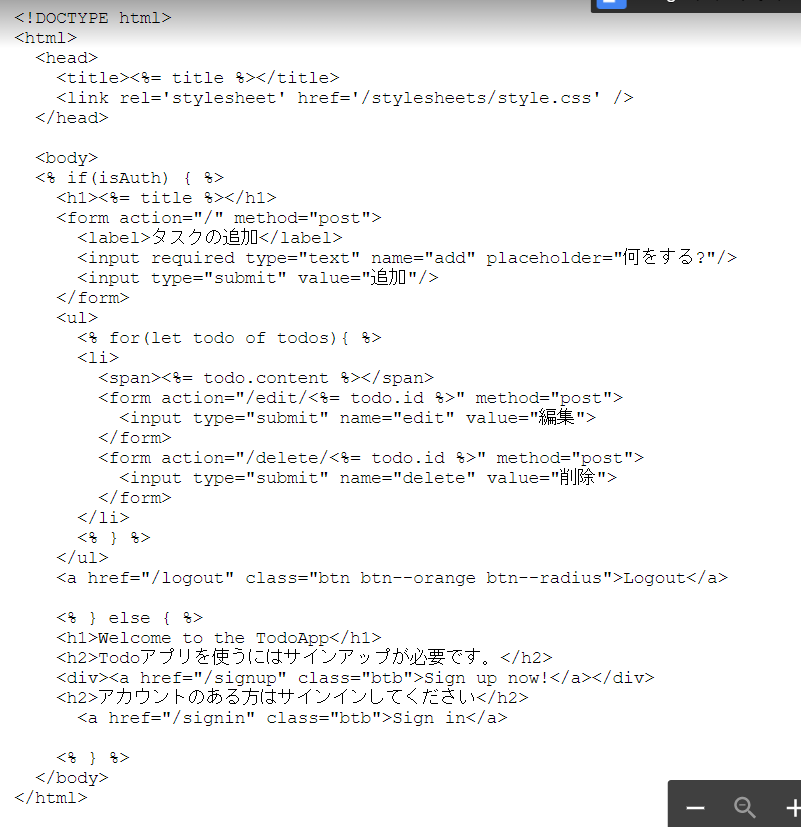 <!DOCTYPE html>
<html>
  <head>
    <title><%= title %></title>
    <link rel='stylesheet' href='/stylesheets/style.css' />
  </head>

  <body>
  <% if(isAuth) { %>
    <h1><%= title %></h1>
    <form action="/" method="post">
      <label>タスクの追加</label>
      <input required type="text" name="add" placeholder="何をする?"/>
      <input type="submit" value="追加"/>
    </form>
    <ul>
      <% for(let todo of todos){ %>
      <li>
        <span><%= todo.content %></span>
        <form action="/edit/<%= todo.id %>" method="post">
          <input type="submit" name="edit" value="編集">
        </form>
        <form action="/delete/<%= todo.id %>" method="post">
          <input type="submit" name="delete" value="削除">
        </form>
      </li>
      <% } %>
    </ul>
    <a href="/logout" class="btn btn--orange btn--radius">Logout</a>

    <% } else { %>
    <h1>Welcome to the TodoApp</h1>
    <h2>Todoアプリを使うにはサインアップが必要です。</h2>
    <div><a href="/signup" class="btb">Sign up now!</a></div>
    <h2>アカウントのある方はサインインしてください</h2>
      <a href="/signin" class="btb">Sign in</a>

    <% } %>
  </body>
</html>